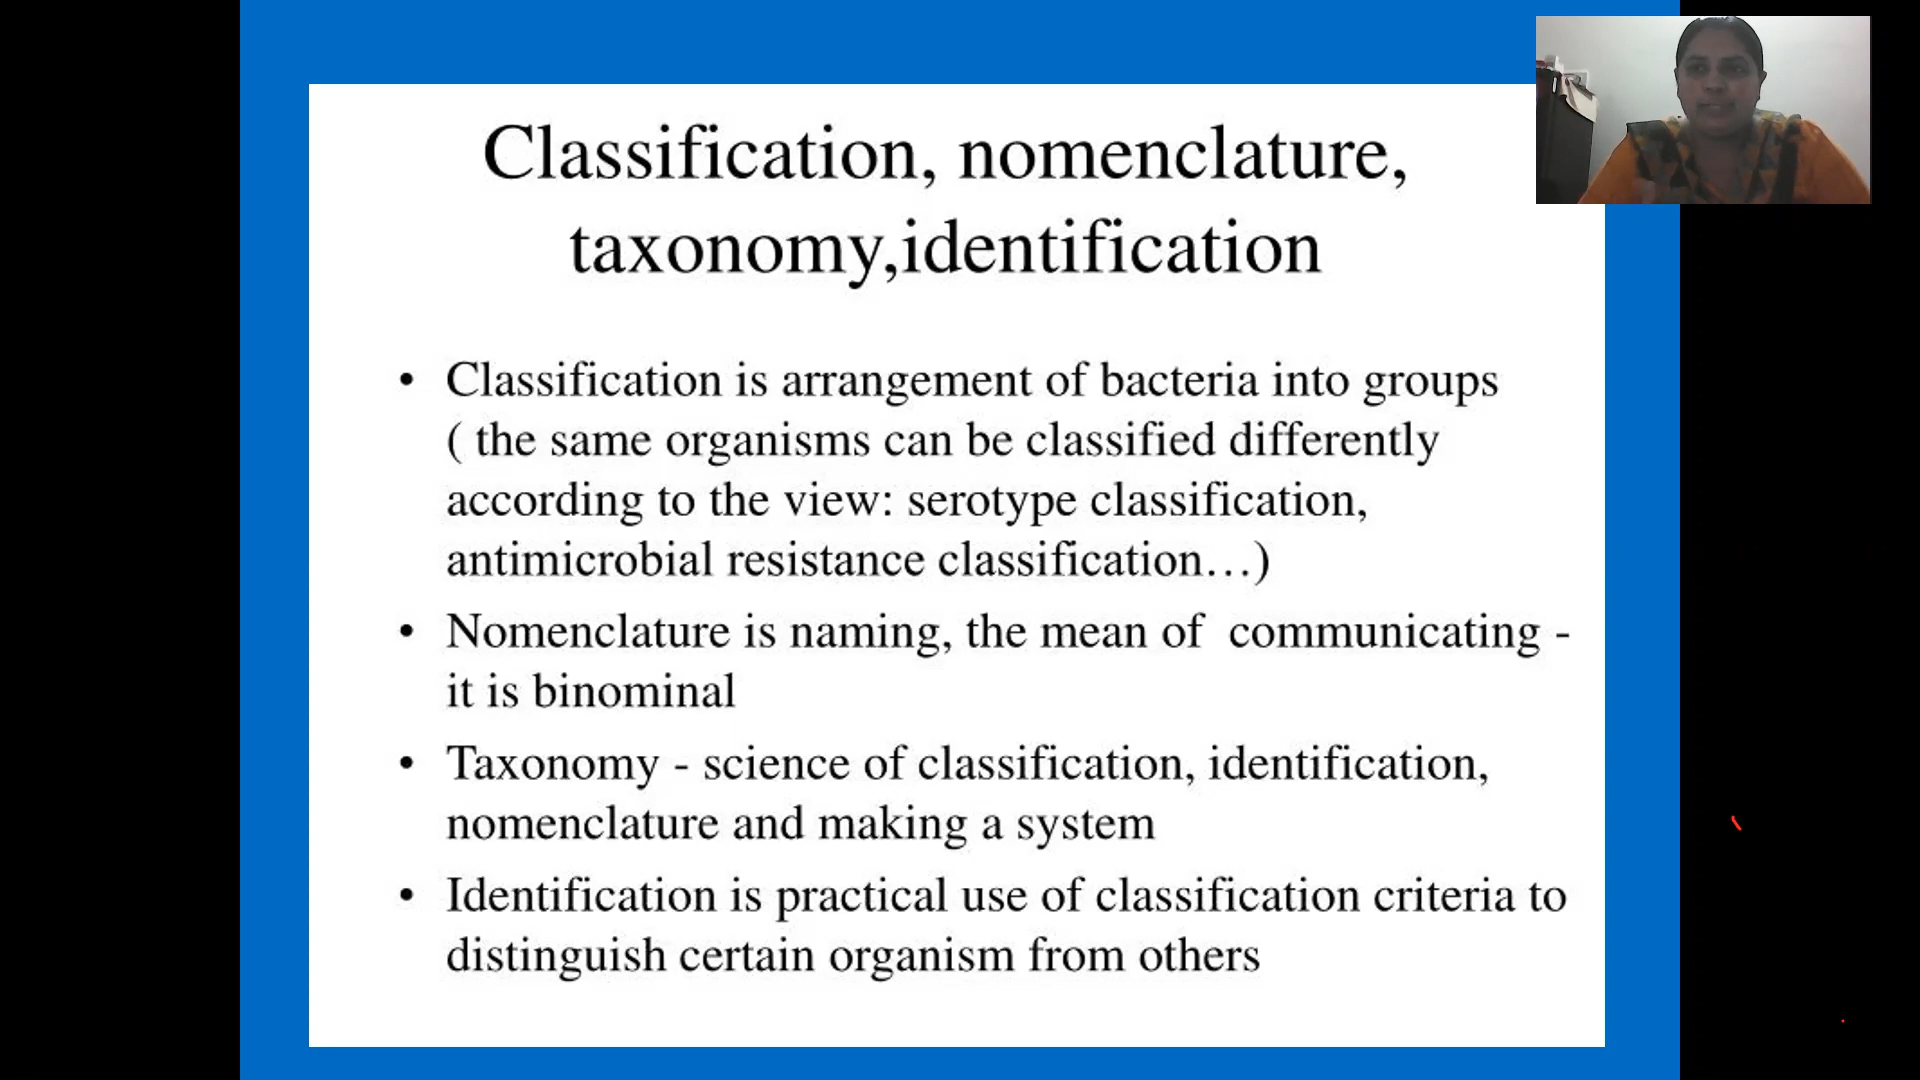 Classification, nomenclature,
taxonomy,identification
• Classification is arrangement of bacteria into groups
( the same organisms can be classified differently
according to the view: serotype classification,
antimicrobial resistance classification…)
• Nomenclature is naming, the mean of  communicating -
it is binominal
• Taxonomy - science of classification, identification,
nomenclature and making a system
• Identification is practical use of classification criteria to
distinguish certain organism from others